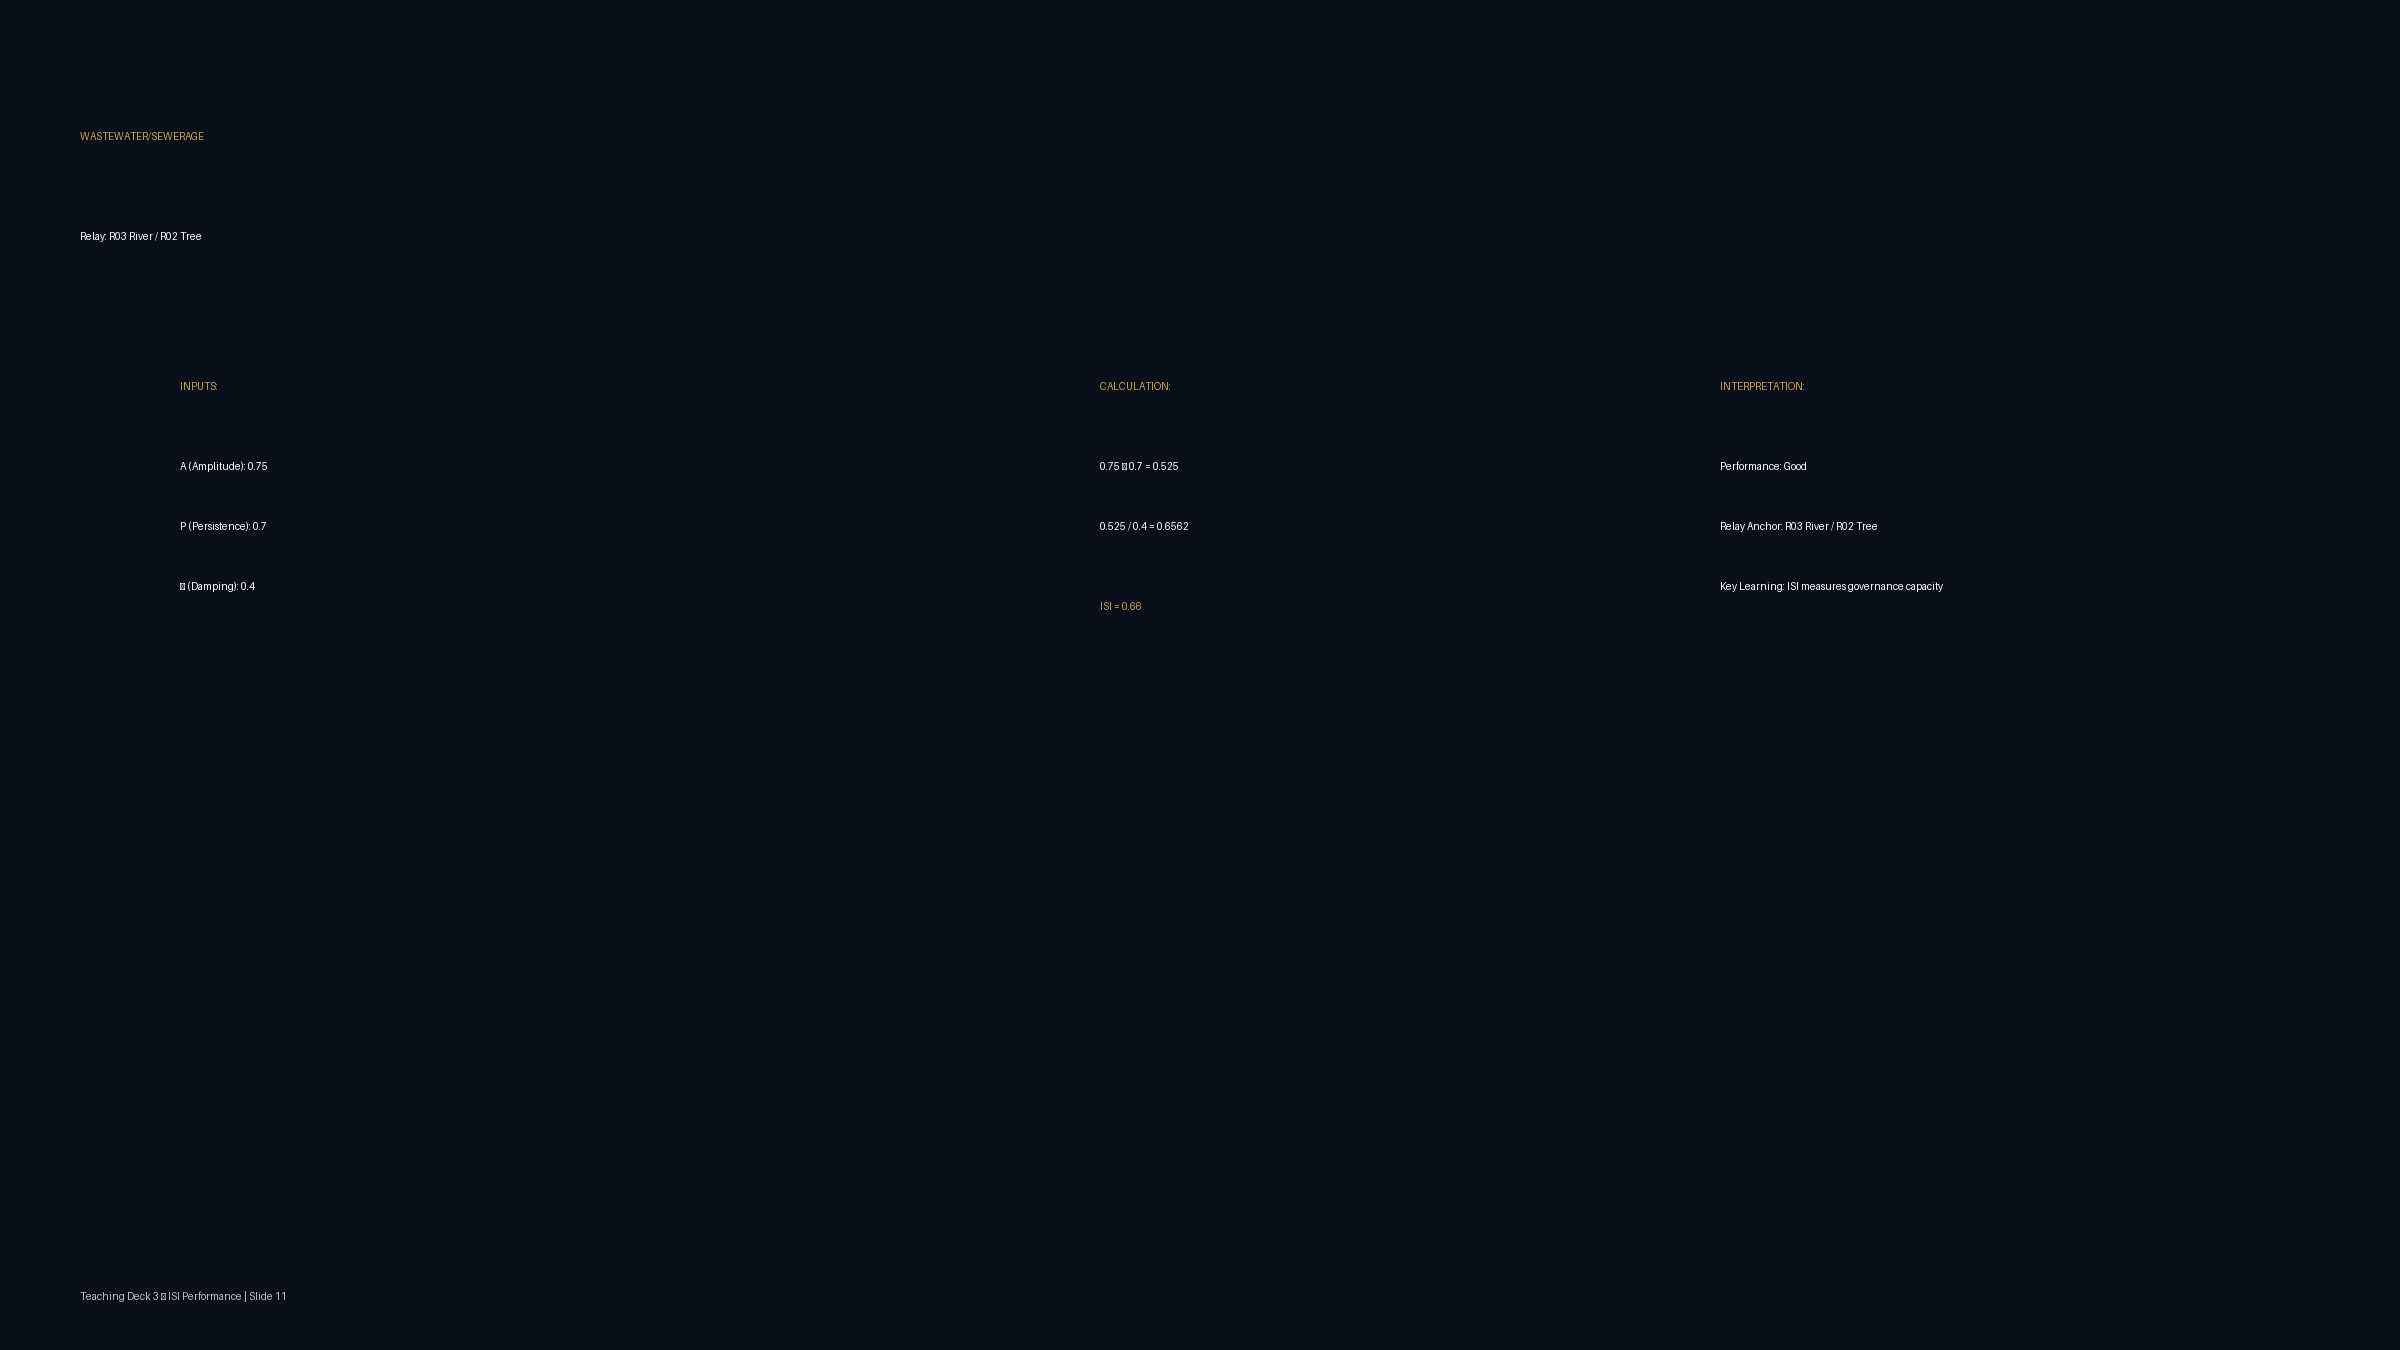 WASTEWATER/SEWERAGE
Relay: R03 River / R02 Tree
INPUTS:
A (Amplitude): 0.75
P (Persistence): 0.7
(Damping): 0.4
CALCULATION:
0.75 0.7 = 0.525
0.525 / 0.4 = 0.6562
ISI = 0.66
INTERPRETATION:
Performance: Good
Relay Anchor: R03 River / R02 Tree
Key Learning: ISI measures governance capacity
Teaching Deck 3 ISI Performance | Slide 11